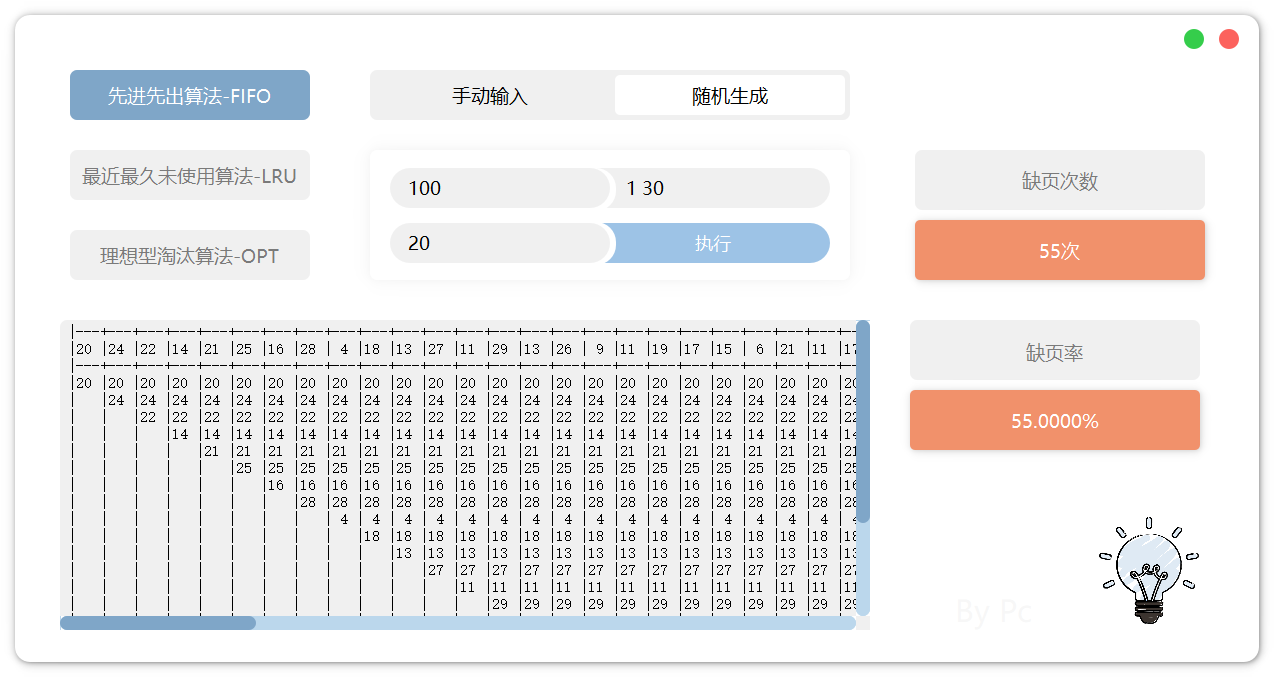 先进先出算法-FIFO
手动输入 随机生成
最近最久未使用算法-LRU
100 1 30
缺页次数
理想型淘汰算法-OPT
20 执行
55次
|---+---+---+---+---+---+---+---+---+---+---+---+---+---+---+---+---+---+---+---+---+---+---+---+---
|20 |24 |22 |14 |21 |25 |16 |28 | 4 |18 |13 |27 |11 |29 |13 |26 | 9 |11 |19 |17 |15 | 6 |21 |11 |17
|---+---+---+---+---+---+---+---+---+---+---+---+---+---+---+---+---+---+---+---+---+---+---+---+---
|20 |20 |20 |20 |20 |20 |20 |20 |20 |20 |20 |20 |20 |20 |20 |20 |20 |20 |20 |20 |20 |20 |20 |20 |20
| |24 |24 |24 |24 |24 |24 |24 |24 |24 |24 |24 |24 |24 |24 |24 |24 |24 |24 |24 |24 |24 |24 |24 |24
| | |22 |22 |22 |22 |22 |22 |22 |22 |22 |22 |22 |22 |22 |22 |22 |22 |22 |22 |22 |22 |22 |22 |22
| | | |14 |14 |14 |14 |14 |14 |14 |14 |14 |14 |14 |14 |14 |14 |14 |14 |14 |14 |14 |14 |14 |14
| | | | |21 |21 |21 |21 |21 |21 |21 |21 |21 |21 |21 |21 |21 |21 |21 |21 |21 |21 |21 |21 |21
| | | | | |25 |25 |25 |25 |25 |25 |25 |25 |25 |25 |25 |25 |25 |25 |25 |25 |25 |25 |25 |25
| | | | | | |16 |16 |16 |16 |16 |16 |16 |16 |16 |16 |16 |16 |16 |16 |16 |16 |16 |16 |16
| | | | | | | |28 |28 |28 |28 |28 |28 |28 |28 |28 |28 |28 |28 |28 |28 |28 |28 |28 |28
| | | | | | | | | 4 | 4 | 4 | 4 | 4 | 4 | 4 | 4 | 4 | 4 | 4 | 4 | 4 | 4 | 4 | 4 | 4
| | | | | | | | | |18 |18 |18 |18 |18 |18 |18 |18 |18 |18 |18 |18 |18 |18 |18 |18
| | | | | | | | | | |13 |13 |13 |13 |13 |13 |13 |13 |13 |13 |13 |13 |13 |13 |13
| | | | | | | | | | | |27 |27 |27 |27 |27 |27 |27 |27 |27 |27 |27 |27 |27 |27
| | | | | | | | | | | | |11 |11 |11 |11 |11 |11 |11 |11 |11 |11 |11 |11 |11
| | | | | | | | | | | | | |29 |29 |29 |29 |29 |29 |29 |29 |29 |29 |29 |29
缺页率
55.0000%
By Pc